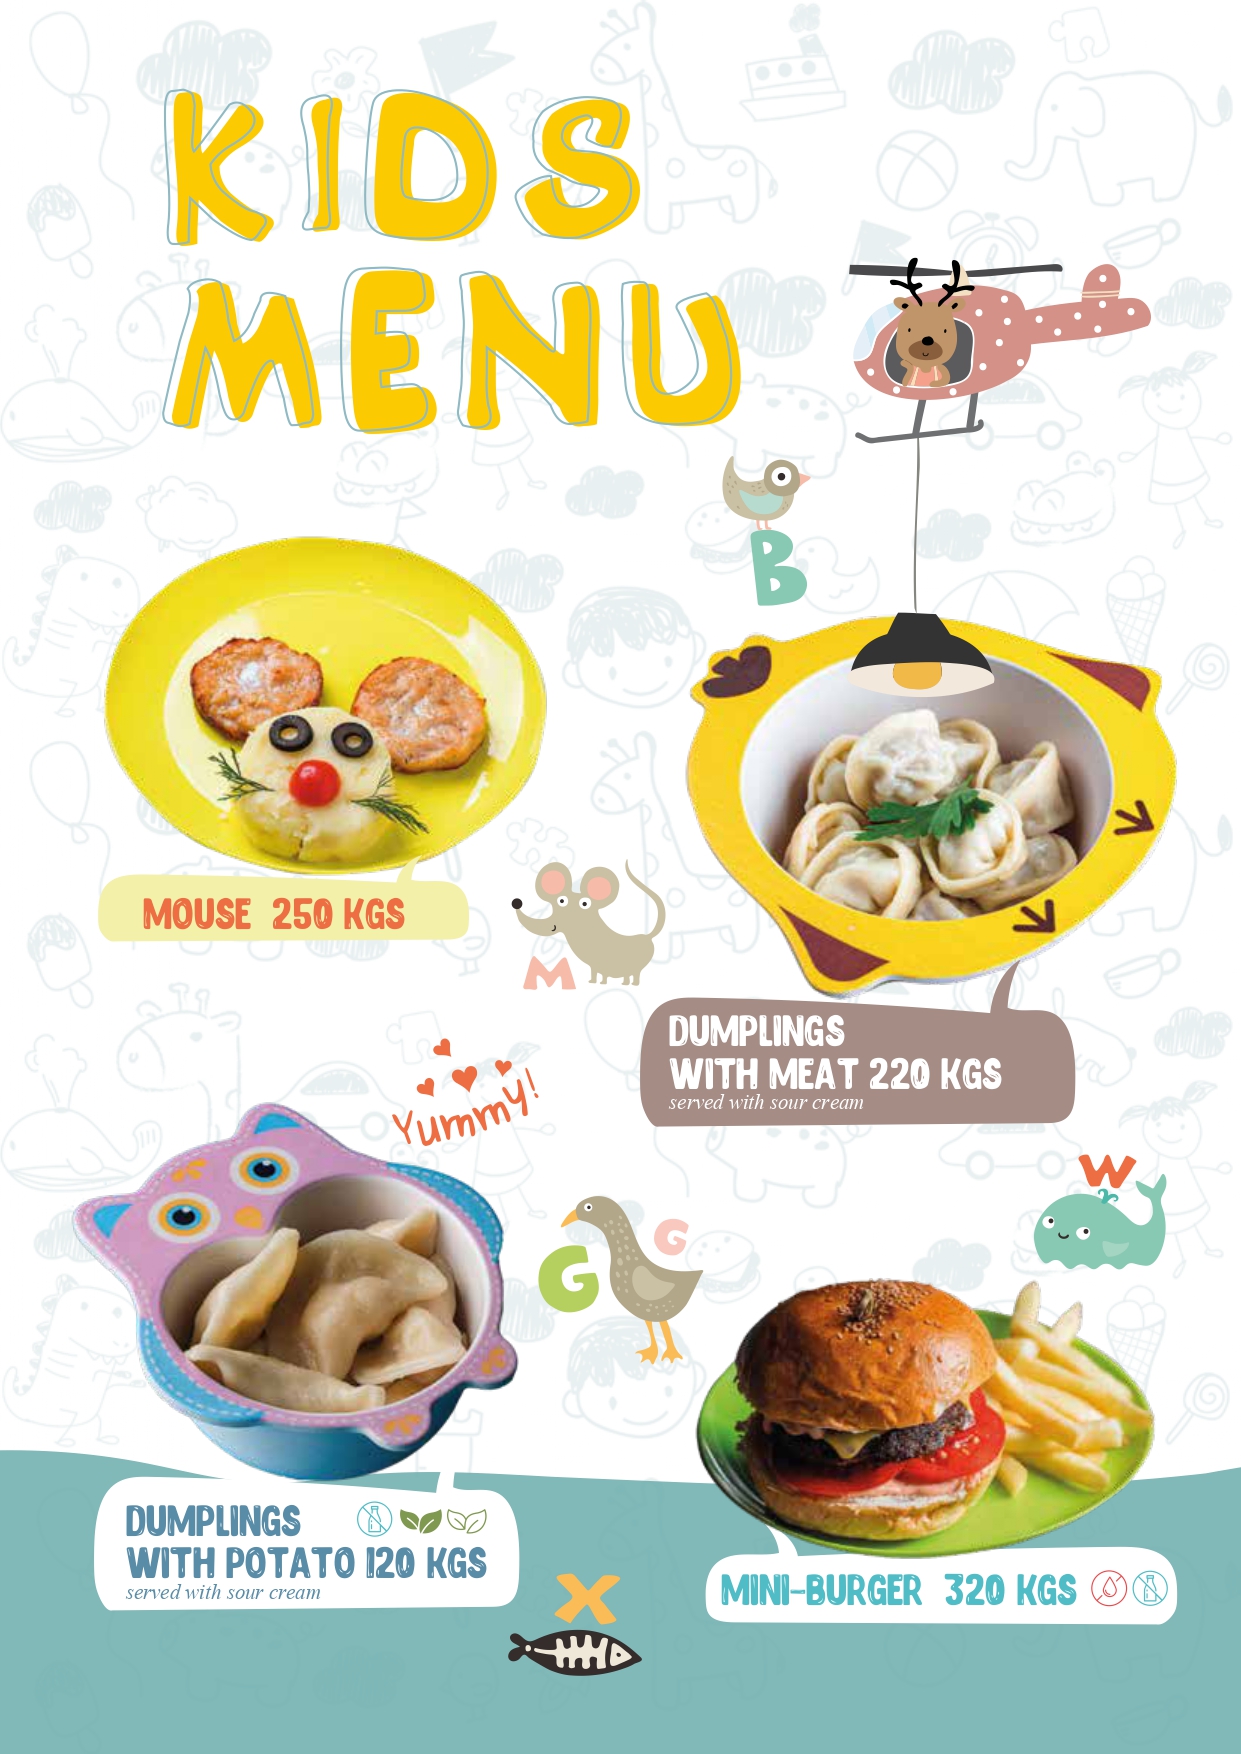 KIDS
MENU
B
MOUSE 250 KGS
M
DUMPLINGS
WITH MEAT 220 KGS
served with sour cream
Yummy!
W
G
G
DUMPLINGS
WITH POTATO 120 KGS
served with sour cream
MINI-BURGER 320 KGS
X